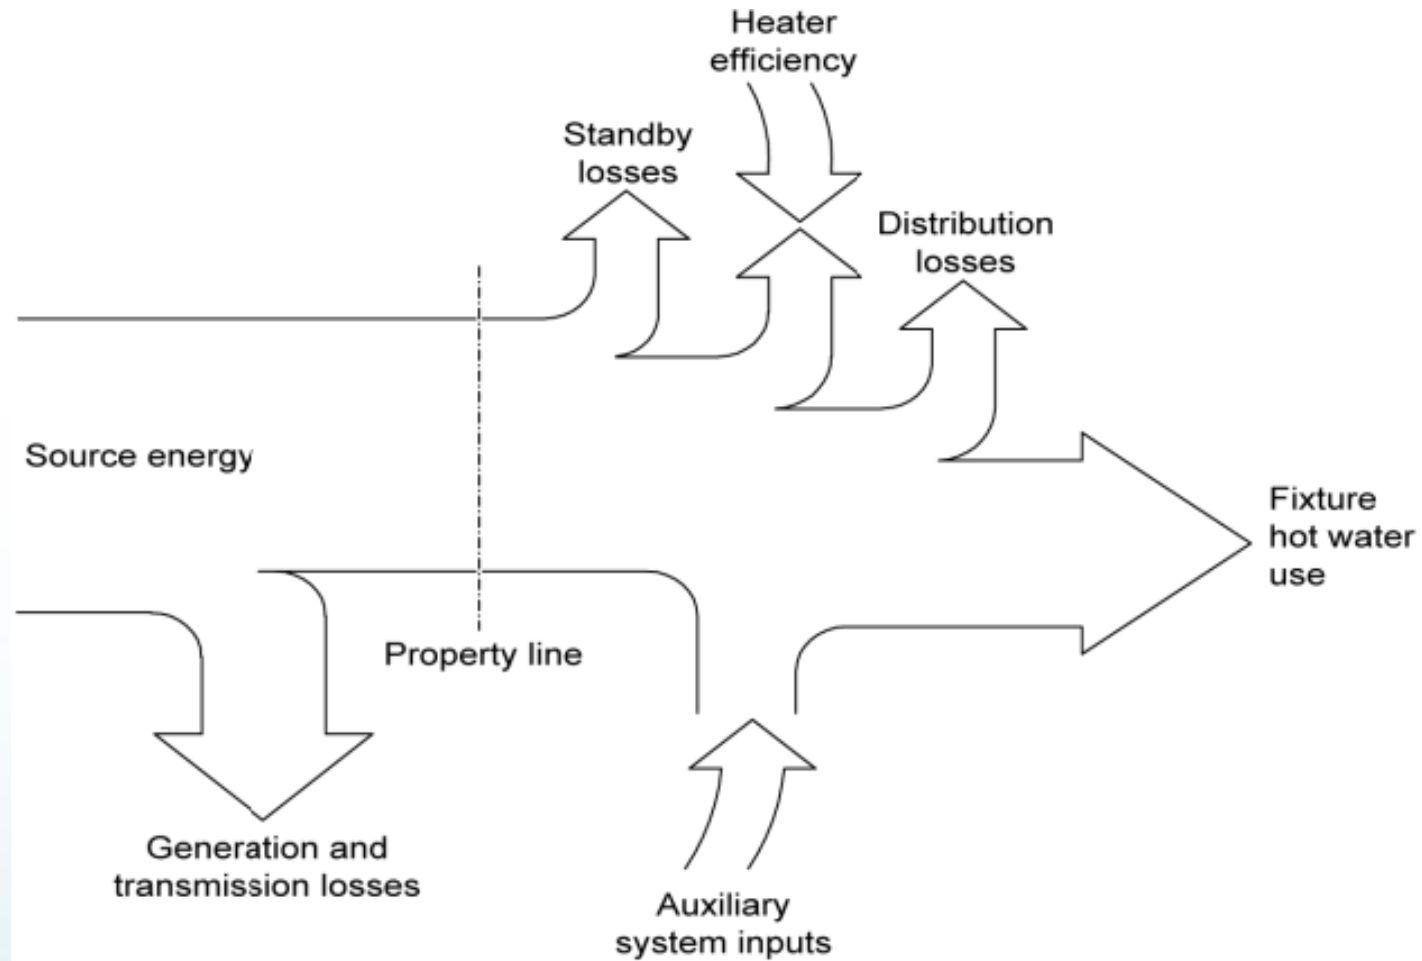 Heater
efficiency
Standby
losses
Distribution
losses
Source energy
Fixture
hot water
use
Property line
Generation and
transmission losses
Auxiliary
system inputs